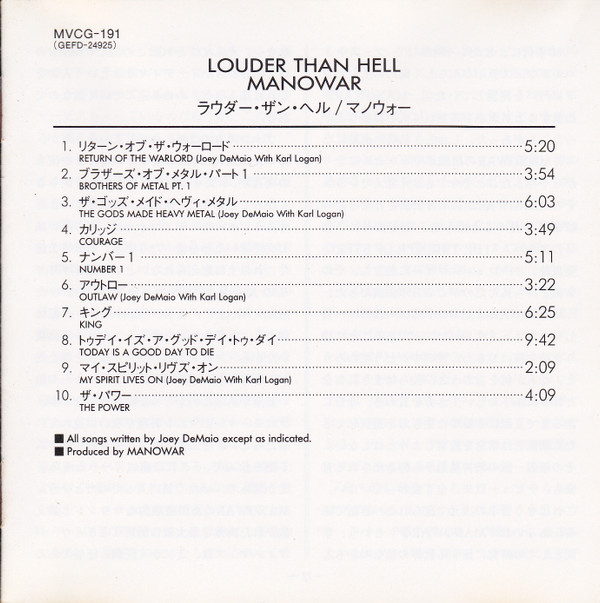 MVCG-191
(GEFD-24925)
LOUDER THAN HELL
MANOWAR
ラウダー・ザン・ヘル / マノウォー
1. リターン・オブ・ザ・ウォーロード 5:20
RETURN OF THE WARLORD (Joey DeMaio With Karl Logan)
2. ブラザーズ・オブ・メタル・パート1 3:54
BROTHERS OF METAL PT. 1
3. ザ・ゴッズ・メイド・ヘヴィ・メタル 6:03
THE GODS MADE HEAVY METAL (Joey DeMaio With Karl Logan)
4. カリッジ 3:49
COURAGE
5. ナンバー1 5:11
NUMBER 1
6. アウトロー 3:22
OUTLAW (Joey DeMaio With Karl Logan)
7. キング 6:25
KING
8. トゥデイ・イズ・ア・グッド・デイ・トゥ・ダイ 9:42
TODAY IS A GOOD DAY TO DIE
9. マイ・スピリット・リヴズ・オン 2:09
MY SPIRIT LIVES ON (Joey DeMaio With Karl Logan)
10. ザ・パワー 4:09
THE POWER
■ All songs written by Joey DeMaio except as indicated.
■ Produced by MANOWAR